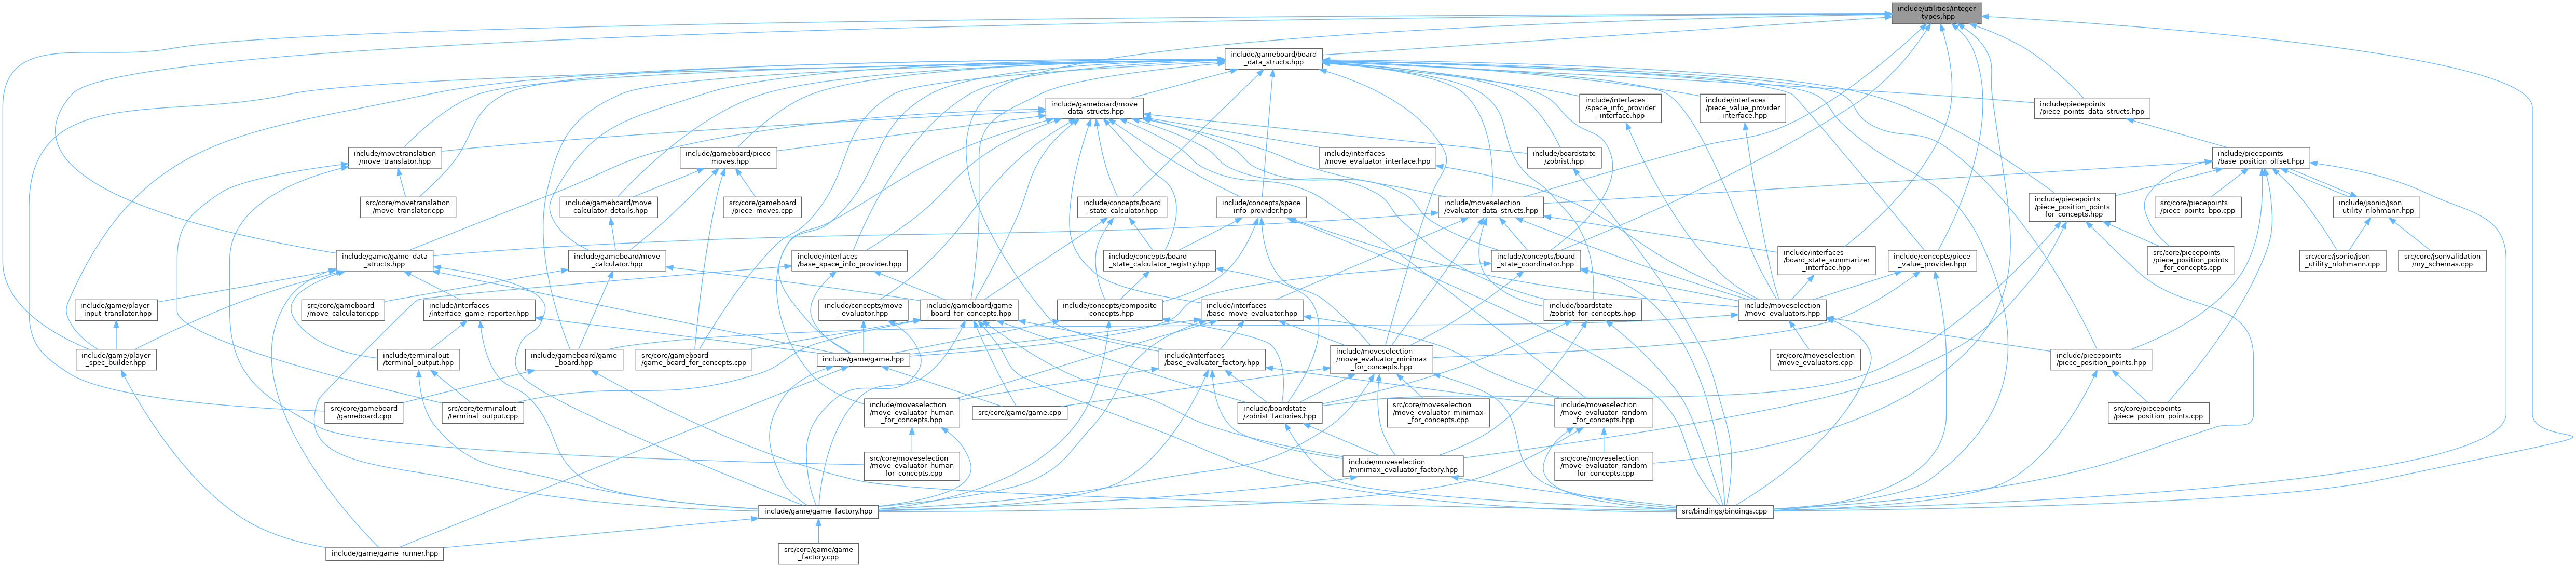 include/utilities/integer
_types.hpp
include/gameboard/board
_data_structs.hpp
include/gameboard/move
_data_structs.hpp
include/interfaces
/space_info_provider
_interface.hpp
include/interfaces
/piece_value_provider
_interface.hpp
include/piecepoints
/piece_points_data_structs.hpp
include/movetranslation
/move_translator.hpp
include/gameboard/piece
_moves.hpp
include/interfaces
/move_evaluator_interface.hpp
include/boardstate
/zobrist.hpp
include/piecepoints
/base_position_offset.hpp
src/core/movetranslation
/move_translator.cpp
include/gameboard/move
_calculator_details.hpp
src/core/gameboard
/piece_moves.cpp
include/concepts/board
_state_calculator.hpp
include/concepts/space
_info_provider.hpp
include/moveselection
/evaluator_data_structs.hpp
include/piecepoints
/piece_position_points
_for_concepts.hpp
src/core/piecepoints
/piece_points_bpo.cpp
include/jsonio/json
_utility_nlohmann.hpp
include/game/game_data
_structs.hpp
include/gameboard/move
_calculator.hpp
include/interfaces
/base_space_info_provider.hpp
include/concepts/board
_state_calculator_registry.hpp
include/concepts/board
_state_coordinator.hpp
include/interfaces
/board_state_summarizer
_interface.hpp
include/concepts/piece
_value_provider.hpp
src/core/piecepoints
/piece_position_points
_for_concepts.cpp
src/core/jsonio/json
_utility_nlohmann.cpp
src/core/jsonvalidation
/my_schemas.cpp
include/game/player
_input_translator.hpp
src/core/gameboard
/move_calculator.cpp
include/interfaces
/interface_game_reporter.hpp
include/concepts/move
_evaluator.hpp
include/gameboard/game
_board_for_concepts.hpp
include/concepts/composite
_concepts.hpp
include/interfaces
/base_move_evaluator.hpp
include/boardstate
/zobrist_for_concepts.hpp
include/moveselection
/move_evaluators.hpp
include/game/player
_spec_builder.hpp
include/terminalout
/terminal_output.hpp
include/gameboard/game
_board.hpp
src/core/gameboard
/game_board_for_concepts.cpp
include/game/game.hpp
include/interfaces
/base_evaluator_factory.hpp
include/moveselection
/move_evaluator_minimax
_for_concepts.hpp
src/core/moveselection
/move_evaluators.cpp
include/piecepoints
/piece_position_points.hpp
src/core/gameboard
/gameboard.cpp
src/core/terminalout
/terminal_output.cpp
include/moveselection
/move_evaluator_human
_for_concepts.hpp
src/core/game/game.cpp
include/boardstate
/zobrist_factories.hpp
src/core/moveselection
/move_evaluator_minimax
_for_concepts.cpp
include/moveselection
/move_evaluator_random
_for_concepts.hpp
src/core/piecepoints
/piece_position_points.cpp
src/core/moveselection
/move_evaluator_human
_for_concepts.cpp
include/moveselection
/minimax_evaluator_factory.hpp
src/core/moveselection
/move_evaluator_random
_for_concepts.cpp
include/game/game_factory.hpp
src/bindings/bindings.cpp
include/game/game_runner.hpp
src/core/game/game
_factory.cpp